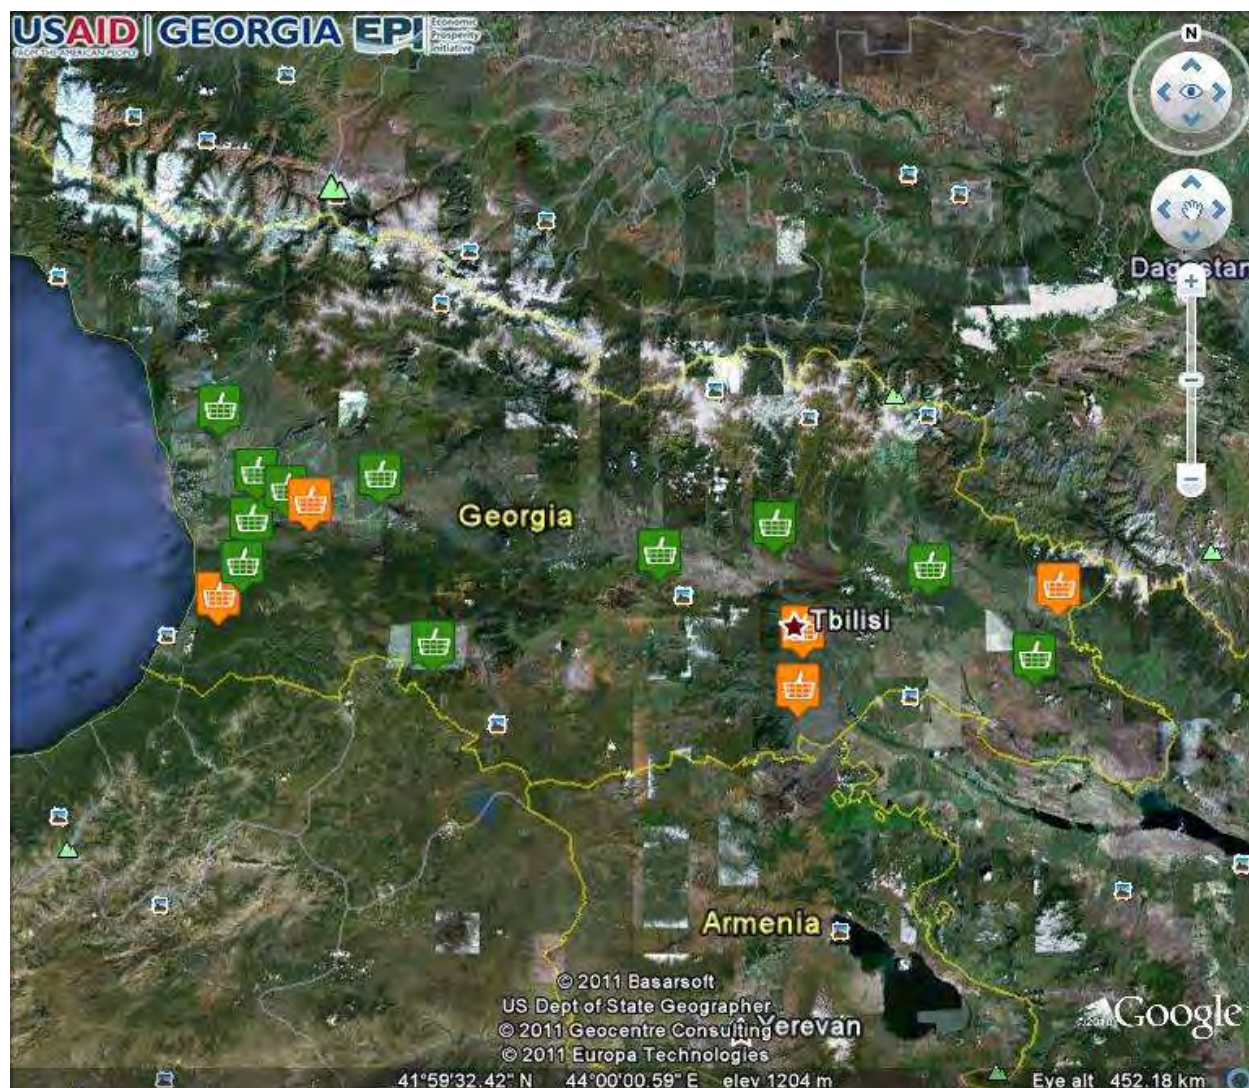 USAID GEORGIA EPI Economic
Prosperity
Initiative
FROM THE AMERICAN PEOPLE
N
Dagestan
Georgia
Tbilisi
Armenia
© 2011 Basarsoft
US Dept of State Geographer
© 2011 Geocentre Consulting
Yerevan
© 2011 Europa Technologies
Google
41°59'32.42" N 44°00'00.59" E elev 1204 m
Eye alt 452.18 km